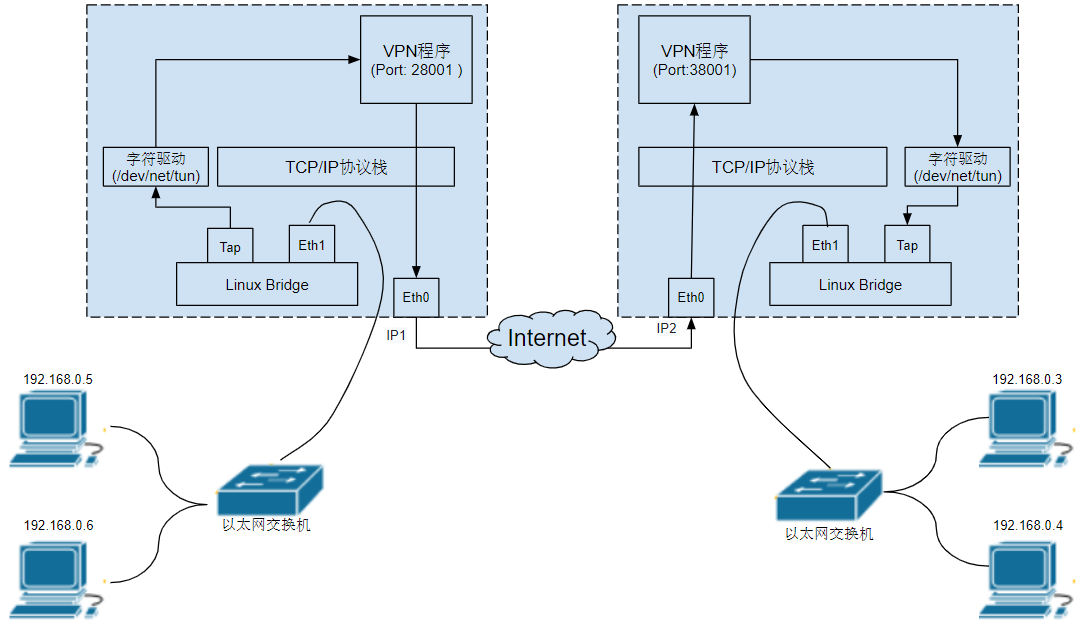 VPN程序
(Port: 28001 )
字符驱动
(/dev/net/tun)
TCP/IP协议栈
Tap
Eth1
Linux Bridge
Eth0
IP1
VPN程序
(Port:38001)
TCP/IP协议栈
字符驱动
(/dev/net/tun)
Eth1
Tap
Linux Bridge
Eth0
IP2
Internet
192.168.0.5
192.168.0.6
以太网交换机
192.168.0.3
192.168.0.4
以太网交换机